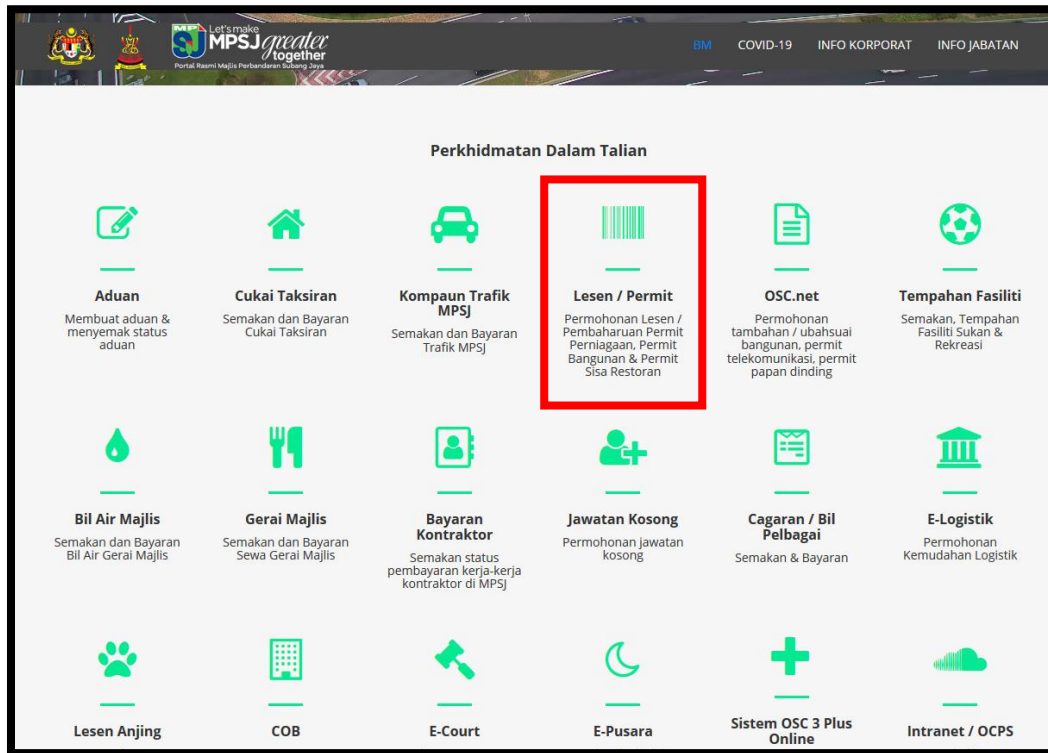 Let's make
MPSJ greater
together
Portal Rasmi Majlis Perbandaran Subang Jaya
BM COVID-19 INFO KORPORAT INFO JABATAN
Perkhidmatan Dalam Talian
Aduan
Membuat aduan &
menyemak status
aduan
Cukai Taksiran
Semakan dan Bayaran
Cukai Taksiran
Kompaun Trafik
MPSJ
Semakan dan Bayaran
Trafik MPSJ
Lesen / Permit
Permohonan Lesen /
Pembaharuan Permit
Perniagaan, Permit
Bangunan & Permit
Sisa Restoran
OSC.net
Permohonan
tambahan / ubahsuai
bangunan, permit
telekomunikasi, permit
papan dinding
Tempahan Fasiliti
Semakan, Tempahan
Fasiliti Sukan &
Rekreasi
Bil Air Majlis
Semakan dan Bayaran
Bil Air Gerai Majlis
Gerai Majlis
Semakan dan Bayaran
Sewa Gerai Majlis
Bayaran
Kontraktor
Semakan status
pembayaran kerja-kerja
kontraktor di MPSJ
Jawatan Kosong
Permohonan jawatan
kosong
Cagaran / Bil
Pelbagai
Semakan & Bayaran
E-Logistik
Permohonan
Kemudahan Logistik
Lesen Anjing
COB
E-Court
E-Pusara
Sistem OSC 3 Plus
Online
Intranet / OCPS